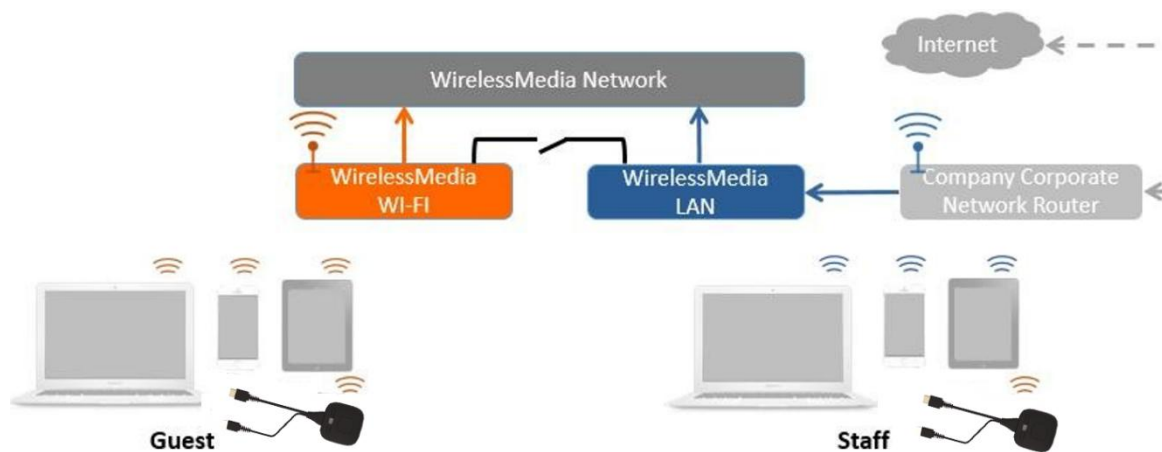 Internet
WirelessMedia Network
WirelessMedia
WI-FI
WirelessMedia
LAN
Company Corporate
Network Router
Guest
Staff